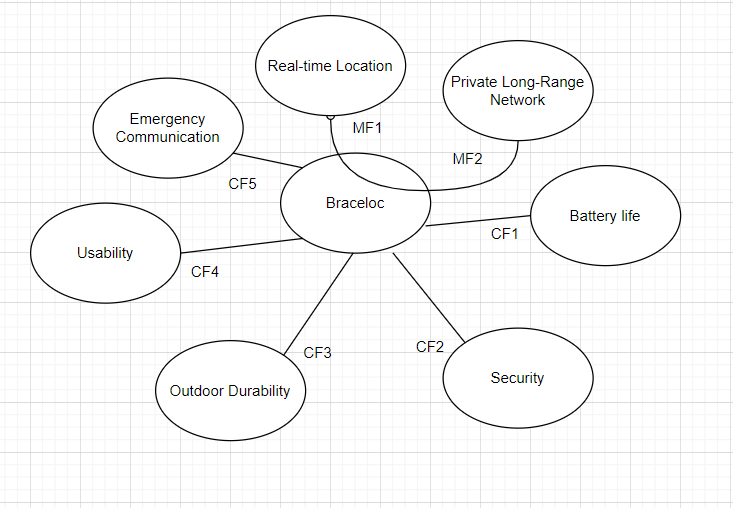 Real-time Location
Private Long-Range
Network
Emergency
Communication
MF1
MF2
CF5
Braceloc
Battery life
CF1
Usability
CF4
CF3
CF2
Outdoor Durability
Security